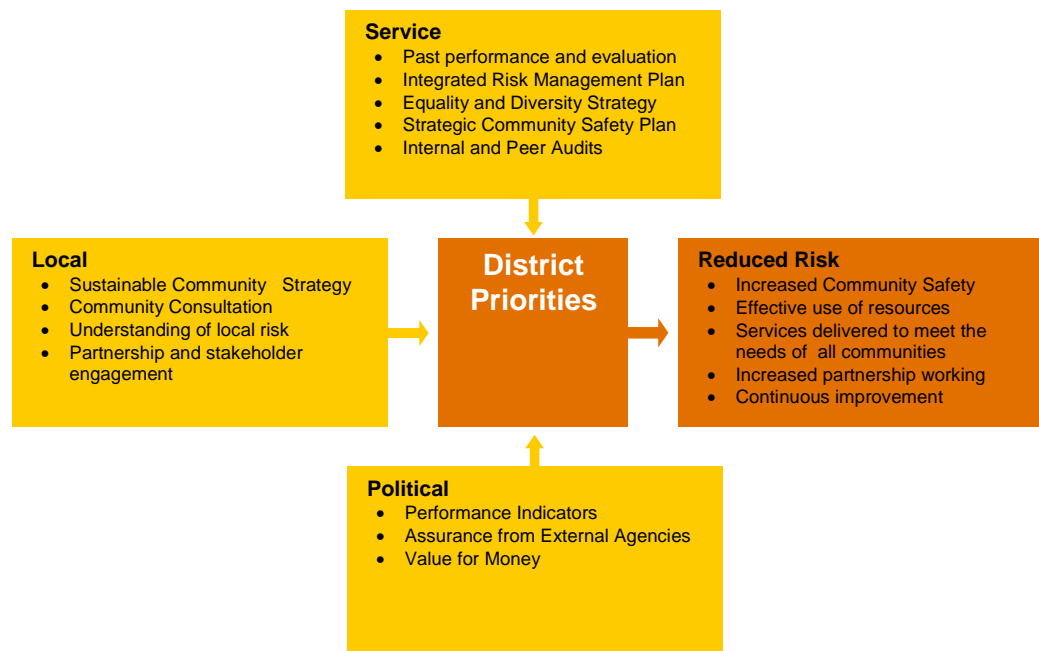 Service
• Past performance and evaluation
• Integrated Risk Management Plan
• Equality and Diversity Strategy
• Strategic Community Safety Plan
• Internal and Peer Audits
Local
• Sustainable Community Strategy
• Community Consultation
• Understanding of local risk
• Partnership and stakeholder
engagement
District
Priorities
Reduced Risk
• Increased Community Safety
• Effective use of resources
• Services delivered to meet the
needs of all communities
• Increased partnership working
• Continuous improvement
Political
• Performance Indicators
• Assurance from External Agencies
• Value for Money